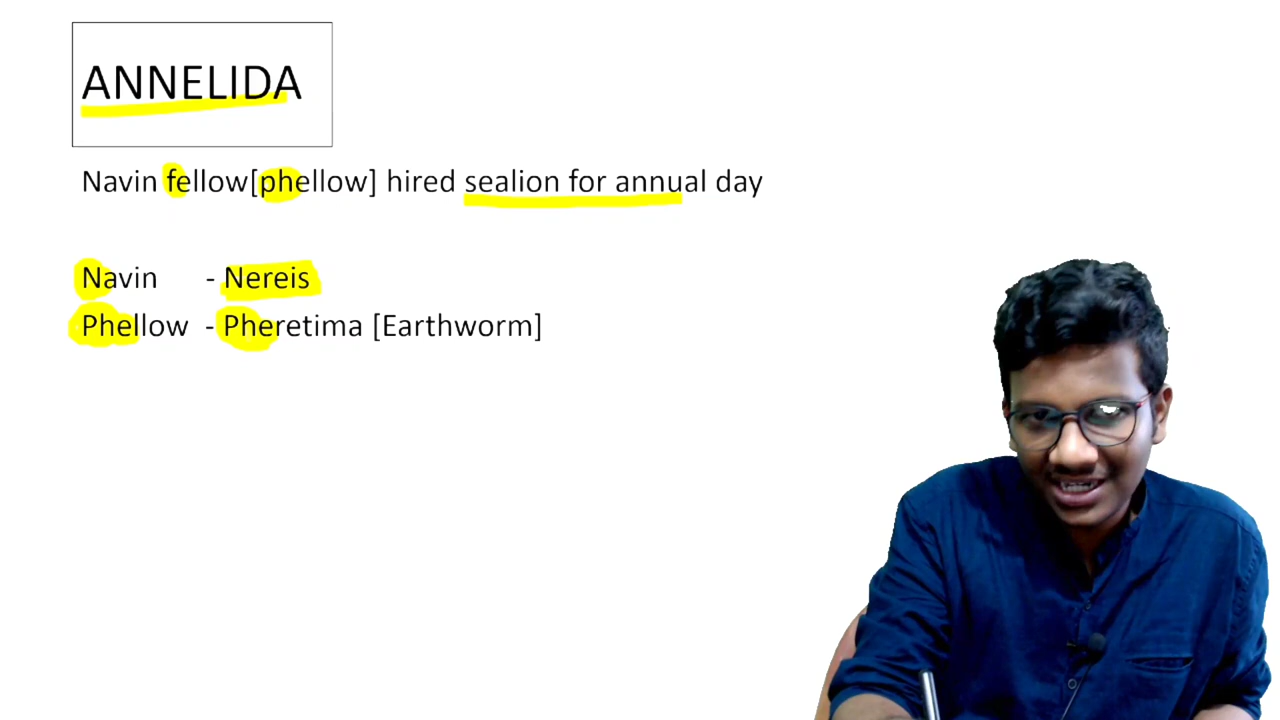 ANNELIDA
Navin fellow[phellow] hired sealion for annual day
Navin - Nereis
Phellow - Pheretima [Earthworm]